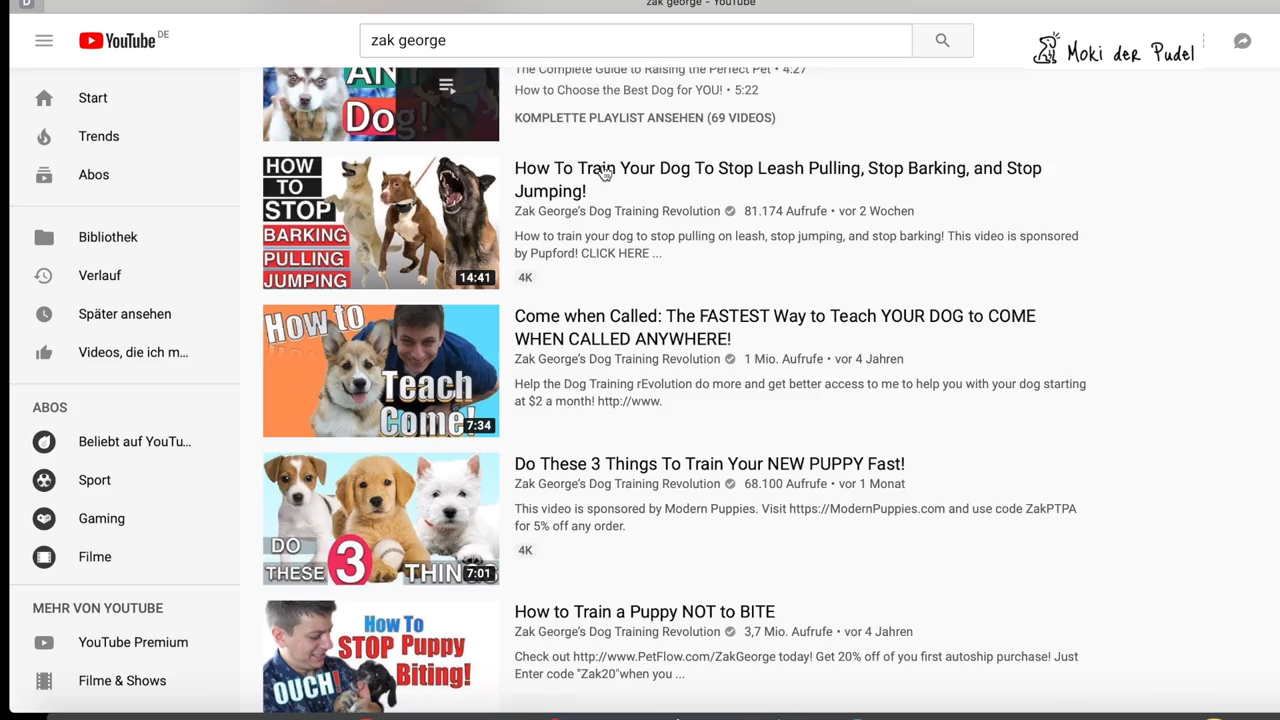 zak george - YouTube
YouTube DE
zak george
Moki der Pudel
Start
Trends
Abos
Bibliothek
Verlauf
Später ansehen
Videos, die ich m...
ABOS
Beliebt auf YouTu...
Sport
Gaming
Filme
MEHR VON YOUTUBE
YouTube Premium
Filme & Shows
AN
Dog!
The Complete Guide to Raising the Perfect Pet • 4:27
How to Choose the Best Dog for YOU! • 5:22
KOMPLETTE PLAYLIST ANSEHEN (69 VIDEOS)
HOW
TO
STOP
BARKING
PULLING
JUMPING
14:41
How To Train Your Dog To Stop Leash Pulling, Stop Barking, and Stop
Jumping!
Zak George's Dog Training Revolution 81.174 Aufrufe • vor 2 Wochen
How to train your dog to stop pulling on leash, stop jumping, and stop barking! This video is sponsored
by Pupford! CLICK HERE ...
4K
How to
Teach
Come!
7:34
Come when Called: The FASTEST Way to Teach YOUR DOG to COME
WHEN CALLED ANYWHERE!
Zak George's Dog Training Revolution 1 Mio. Aufrufe • vor 4 Jahren
Help the Dog Training rEvolution do more and get better access to me to help you with your dog starting
at $2 a month! http://www.
DO
THESE 3 THINGS
7:01
Do These 3 Things To Train Your NEW PUPPY Fast!
Zak George's Dog Training Revolution 68.100 Aufrufe • vor 1 Monat
This video is sponsored by Modern Puppies. Visit https://ModernPuppies.com and use code ZakPTPA
for 5% off any order.
4K
How To
STOP Puppy
Biting!
OUCH!
How to Train a Puppy NOT to BITE
Zak George's Dog Training Revolution 3,7 Mio. Aufrufe • vor 4 Jahren
Check out http://www.PetFlow.com/ZakGeorge today! Get 20% off of you first autoship purchase! Just
Enter code "Zak20"when you ...